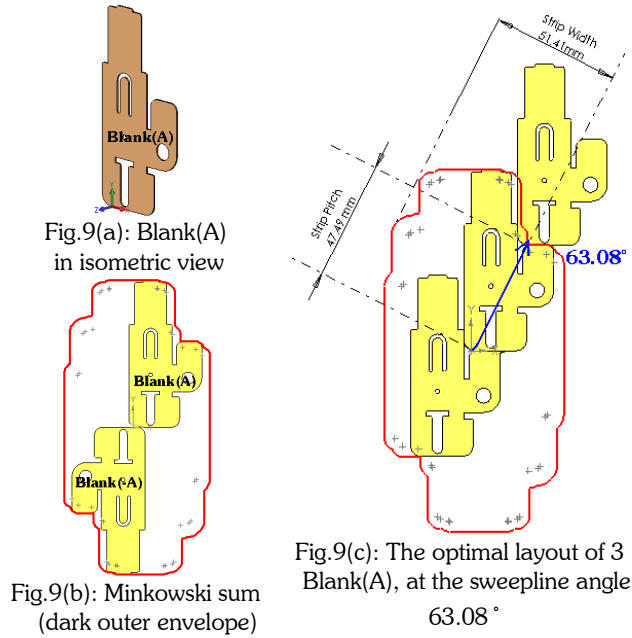 Blank(A)
Y
Z
X
Fig.9(a): Blank(A)
in isometric view
Blank(A)
Y
Blank(-A)
Fig.9(b): Minkowski sum
(dark outer envelope)
Strip Width
51.41mm
Strip Pitch
47.49 mm
63.08°
Y
X
Fig.9(c): The optimal layout of 3
Blank(A), at the sweepline angle
63.08 °